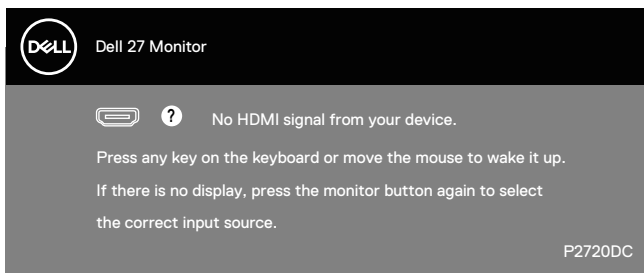 DELL
Dell 27 Monitor
? No HDMI signal from your device.
Press any key on the keyboard or move the mouse to wake it up.
If there is no display, press the monitor button again to select
the correct input source.
P2720DC